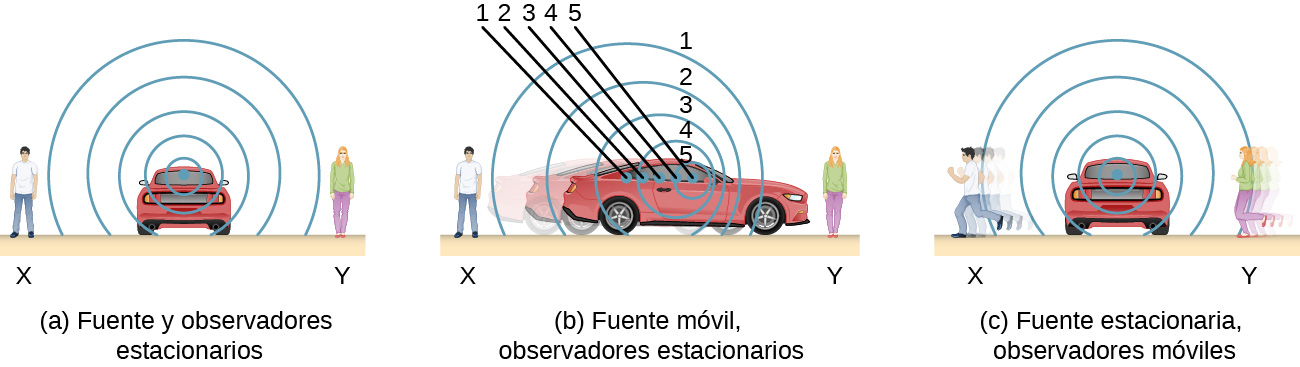 1 2 3 4 5
1
2
3
4
5
X Y X Y X Y
(a) Fuente y observadores
estacionarios
(b) Fuente móvil,
observadores estacionarios
(c) Fuente estacionaria,
observadores móviles